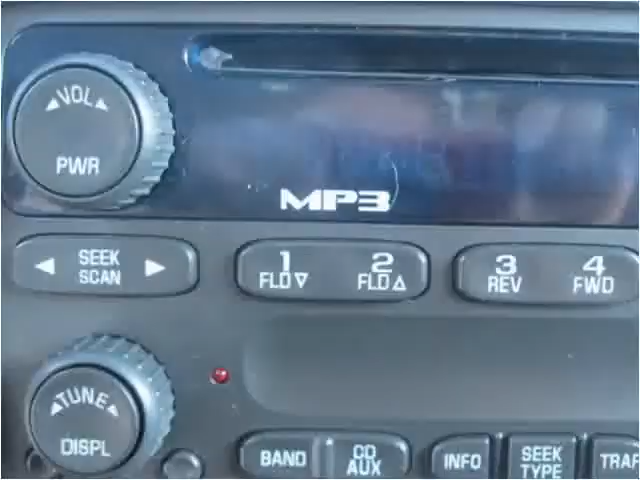 VOL
PWR
MP3
SEEK
SCAN
1
FLD
2
FLD
3
REV
4
FWD
TUNE
DISPL
BAND
CD
AUX
INFO
SEEK
TYPE
TRAF